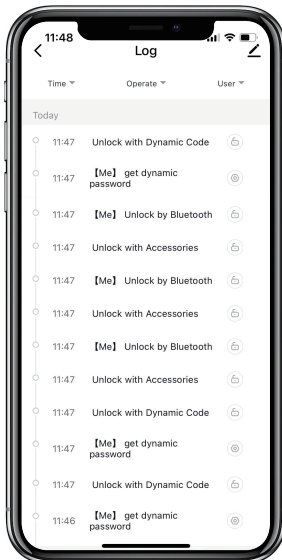 11:48
Log
Time Operate User
Today
11:47 Unlock with Dynamic Code
11:47 【Me】 get dynamic
password
11:47 【Me】 Unlock by Bluetooth
11:47 Unlock with Accessories
11:47 【Me】 Unlock by Bluetooth
11:47 Unlock with Accessories
11:47 【Me】 Unlock by Bluetooth
11:47 Unlock with Accessories
11:47 Unlock with Dynamic Code
11:47 【Me】 get dynamic
password
11:47 Unlock with Dynamic Code
11:46 【Me】 get dynamic
password